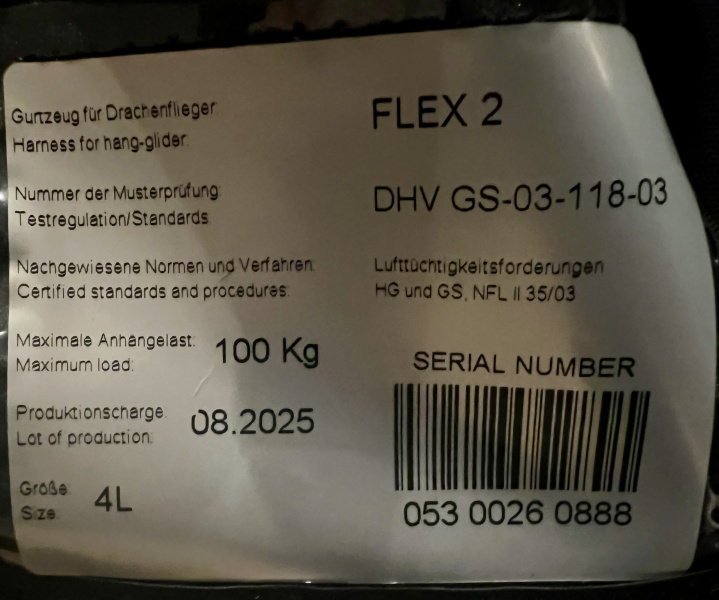 Gurtzeug für Drachenflieger:
Harness for hang-glider:
FLEX 2
Nummer der Musterprüfung:
Testregulation/Standards:
DHV GS-03-118-03
Nachgewiesene Normen und Verfahren:
Certified standards and procedures:
Lufttüchtigkeitsforderungen
HG und GS, NFL II 35/03
Maximale Anhängelast:
Maximum load:
100 Kg
Produktionscharge:
Lot of production:
08.2025
Größe:
Size:
4L
SERIAL NUMBER
053 0026 0888